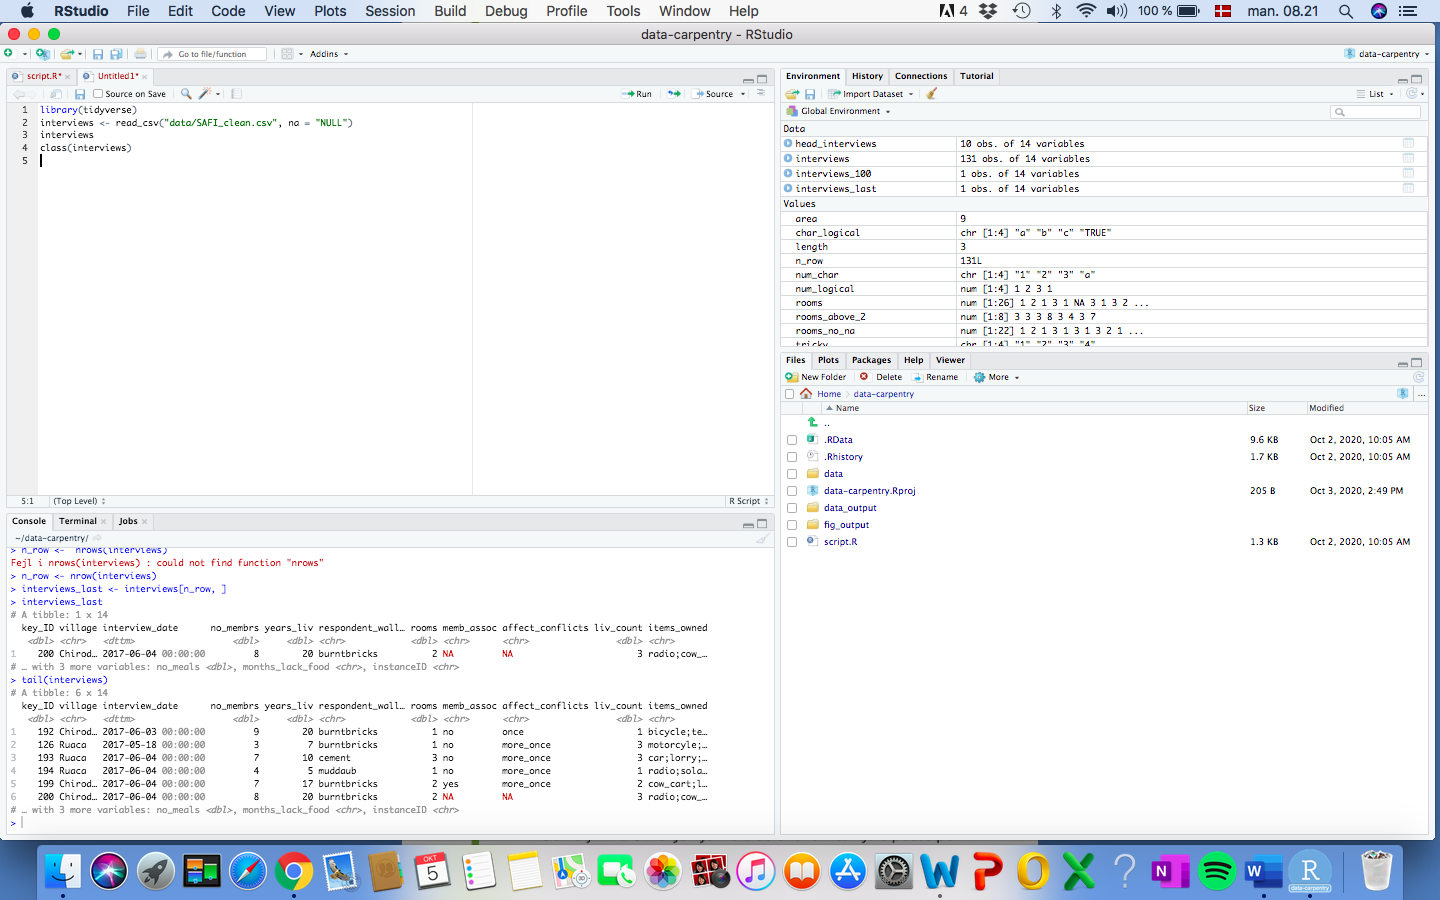 RStudio File Edit Code View Plots Session Build Debug Profile Tools Window Help 4 100 % man. 08.21
data-carpentry - RStudio
Go to file/function Addins data-carpentry
script.R* Untitled1*
Source on Save Run Source
1 library(tidyverse)
2 interviews <- read_csv("data/SAFI_clean.csv", na = "NULL")
3 interviews
4 class(interviews)
5
5:1 (Top Level) R Script
Console Terminal Jobs
~/data-carpentry/
> n_row <- nrows(interviews)
Fejl i nrows(interviews) : could not find function "nrows"
> n_row <- nrow(interviews)
> interviews_last <- interviews[n_row, ]
> interviews_last
# A tibble: 1 x 14
key_ID village interview_date no_membrs years_liv respondent_wall… rooms memb_assoc affect_conflicts liv_count items_owned
<dbl> <chr> <dttm> <dbl> <dbl> <chr> <dbl> <chr> <chr> <dbl> <chr>
1 200 Chirod… 2017-06-04 00:00:00 8 20 burntbricks 2 NA NA 3 radio;cow_…
# … with 3 more variables: no_meals <dbl>, months_lack_food <chr>, instanceID <chr>
> tail(interviews)
# A tibble: 6 x 14
key_ID village interview_date no_membrs years_liv respondent_wall… rooms memb_assoc affect_conflicts liv_count items_owned
<dbl> <chr> <dttm> <dbl> <dbl> <chr> <dbl> <chr> <chr> <dbl> <chr>
1 192 Chirod… 2017-06-03 00:00:00 9 20 burntbricks 1 no once 1 bicycle;te…
2 126 Ruaca 2017-05-18 00:00:00 3 7 burntbricks 1 no more_once 3 motorcyle;…
3 193 Ruaca 2017-06-04 00:00:00 7 10 cement 3 no more_once 3 car;lorry;…
4 194 Ruaca 2017-06-04 00:00:00 4 5 muddaub 1 no more_once 1 radio;sola…
5 199 Chirod… 2017-06-04 00:00:00 7 17 burntbricks 2 yes more_once 2 cow_cart;l…
6 200 Chirod… 2017-06-04 00:00:00 8 20 burntbricks 2 NA NA 3 radio;cow_…
# … with 3 more variables: no_meals <dbl>, months_lack_food <chr>, instanceID <chr>
>
Environment History Connections Tutorial
Import Dataset List
Global Environment
Data
head_interviews 10 obs. of 14 variables
interviews 131 obs. of 14 variables
interviews_100 1 obs. of 14 variables
interviews_last 1 obs. of 14 variables
Values
area 9
char_logical chr [1:4] "a" "b" "c" "TRUE"
length 3
n_row 131L
num_char chr [1:4] "1" "2" "3" "a"
num_logical num [1:4] 1 2 3 1
rooms num [1:26] 1 2 1 3 1 NA 3 1 3 2 ...
rooms_above_2 num [1:8] 3 3 3 8 3 4 3 7
rooms_no_na num [1:22] 1 2 1 3 1 3 1 3 2 1 ...
tricky chr [1:4] "1" "2" "3" "4"
Files Plots Packages Help Viewer
New Folder Delete Rename More
Home data-carpentry ...
Name Size Modified
..
.RData 9.6 KB Oct 2, 2020, 10:05 AM
.Rhistory 1.7 KB Oct 2, 2020, 10:05 AM
data
data-carpentry.Rproj 205 B Oct 3, 2020, 2:49 PM
data_output
fig_output
script.R 1.3 KB Oct 2, 2020, 10:05 AM
OKT
5
data-carpentry